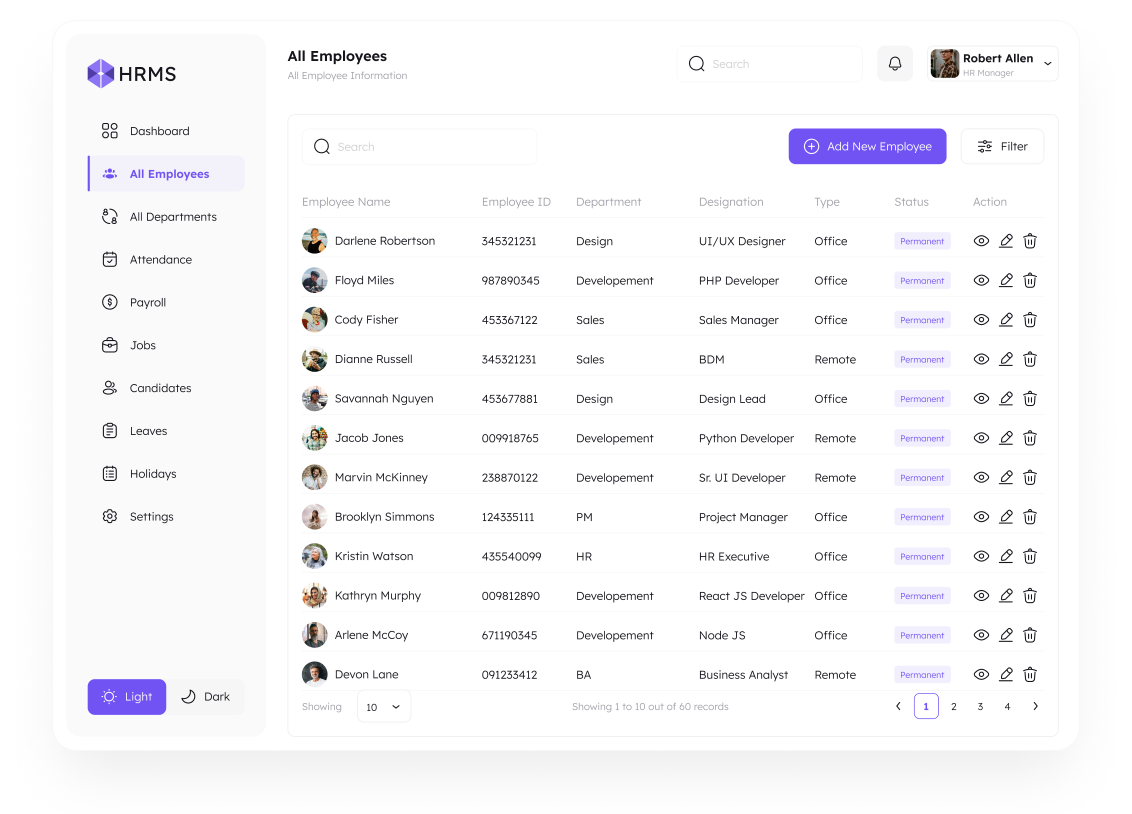 HRMS
Dashboard
All Employees
All Departments
Attendance
Payroll
Jobs
Candidates
Leaves
Holidays
Settings
Light Dark
All Employees
All Employee Information
Search
Robert Allen
HR Manager
Search
Add New Employee
Filter
Employee Name Employee ID Department Designation Type Status Action
Darlene Robertson 345321231 Design UI/UX Designer Office Permanent
Floyd Miles 987890345 Developement PHP Developer Office Permanent
Cody Fisher 453367122 Sales Sales Manager Office Permanent
Dianne Russell 345321231 Sales BDM Remote Permanent
Savannah Nguyen 453677881 Design Design Lead Office Permanent
Jacob Jones 009918765 Developement Python Developer Remote Permanent
Marvin McKinney 238870122 Developement Sr. UI Developer Remote Permanent
Brooklyn Simmons 124335111 PM Project Manager Office Permanent
Kristin Watson 435540099 HR HR Executive Office Permanent
Kathryn Murphy 009812890 Developement React JS Developer Office Permanent
Arlene McCoy 671190345 Developement Node JS Office Permanent
Devon Lane 091233412 BA Business Analyst Remote Permanent
Showing 10 Showing 1 to 10 out of 60 records 1 2 3 4